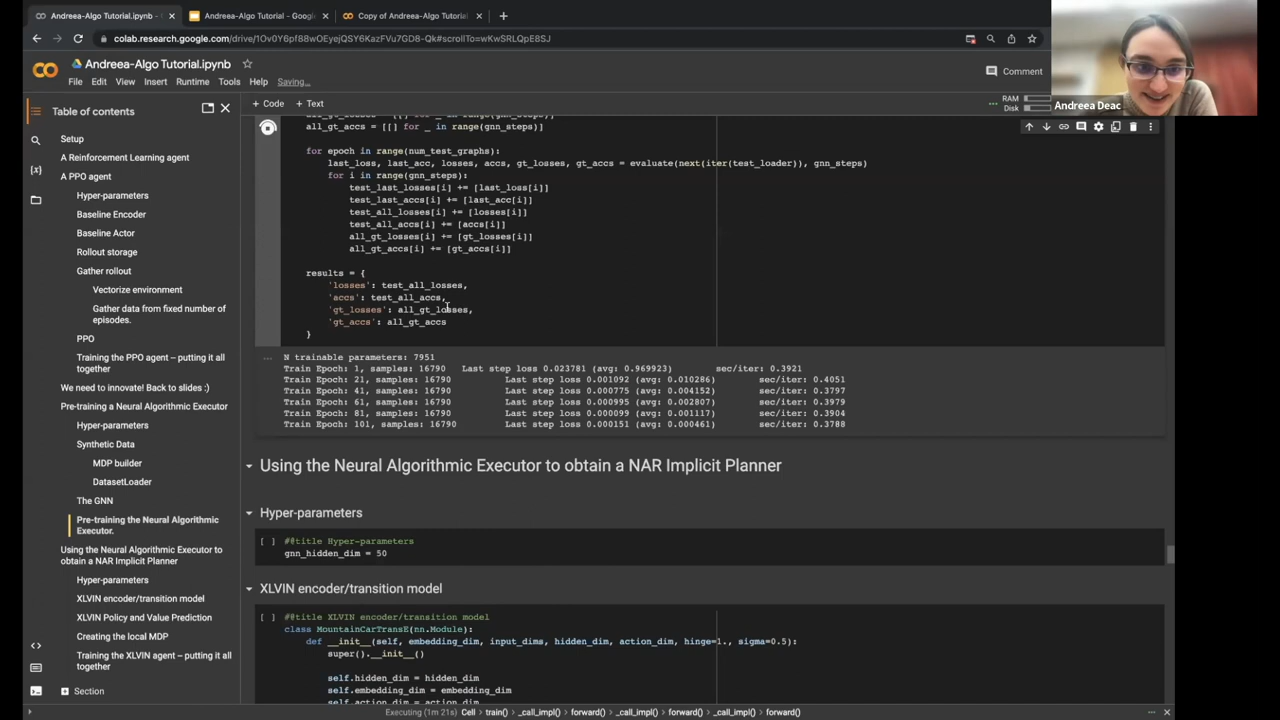 Andreea-Algo Tutorial.ipynb -
Andreea-Algo Tutorial - Google
Copy of Andreea-Algo Tutorial
colab.research.google.com/drive/1Ov0Y6pf88wOEyejQSY6KazFVu7GD8-Qk#scrollTo=wKwSRLQpE8SL
Andreea-Algo Tutorial.ipynb
File Edit View Insert Runtime Tools Help Saving...
Comment
Andreea Deac
Table of contents
+ Code + Text
RAM
Disk
Setup
A Reinforcement Learning agent
A PPO agent
Hyper-parameters
Baseline Encoder
Baseline Actor
Rollout storage
Gather rollout
Vectorize environment
Gather data from fixed number of
episodes.
PPO
Training the PPO agent – putting it all
together
We need to innovate! Back to slides :)
Pre-training a Neural Algorithmic Executor
Hyper-parameters
Synthetic Data
MDP builder
DatasetLoader
The GNN
Pre-training the Neural Algorithmic
Executor.
Using the Neural Algorithmic Executor to
obtain a NAR Implicit Planner
Hyper-parameters
XLVIN encoder/transition model
XLVIN Policy and Value Prediction
Creating the local MDP
Training the XLVIN agent – putting it all
together
Section
all_gt_accs = [[] for _ in range(gnn_steps)]
for epoch in range(num_test_graphs):
last_loss, last_acc, losses, accs, gt_losses, gt_accs = evaluate(next(iter(test_loader)), gnn_steps)
for i in range(gnn_steps):
test_last_losses[i] += [last_loss[i]]
test_last_accs[i] += [last_acc[i]]
test_all_losses[i] += [losses[i]]
test_all_accs[i] += [accs[i]]
all_gt_losses[i] += [gt_losses[i]]
all_gt_accs[i] += [gt_accs[i]]
results = {
'losses': test_all_losses,
'accs': test_all_accs,
'gt_losses': all_gt_losses,
'gt_accs': all_gt_accs
}
N trainable parameters: 7951
Train Epoch: 1, samples: 16790 Last step loss 0.023781 (avg: 0.969923) sec/iter: 0.3921
Train Epoch: 21, samples: 16790 Last step loss 0.001092 (avg: 0.010286) sec/iter: 0.4051
Train Epoch: 41, samples: 16790 Last step loss 0.000775 (avg: 0.004152) sec/iter: 0.3797
Train Epoch: 61, samples: 16790 Last step loss 0.000995 (avg: 0.002807) sec/iter: 0.3979
Train Epoch: 81, samples: 16790 Last step loss 0.000099 (avg: 0.001117) sec/iter: 0.3904
Train Epoch: 101, samples: 16790 Last step loss 0.000151 (avg: 0.000461) sec/iter: 0.3788
Using the Neural Algorithmic Executor to obtain a NAR Implicit Planner
Hyper-parameters
[ ] #@title Hyper-parameters
gnn_hidden_dim = 50
XLVIN encoder/transition model
[ ] #@title XLVIN encoder/transition model
class MountainCarTransE(nn.Module):
def __init__(self, embedding_dim, input_dims, hidden_dim, action_dim, hinge=1., sigma=0.5):
super().__init__()
self.hidden_dim = hidden_dim
self.embedding_dim = embedding_dim
self.action_dim = action_dim
Executing (1m 21s) Cell > train() > _call_impl() > forward() > _call_impl() > forward() > _call_impl() > forward()